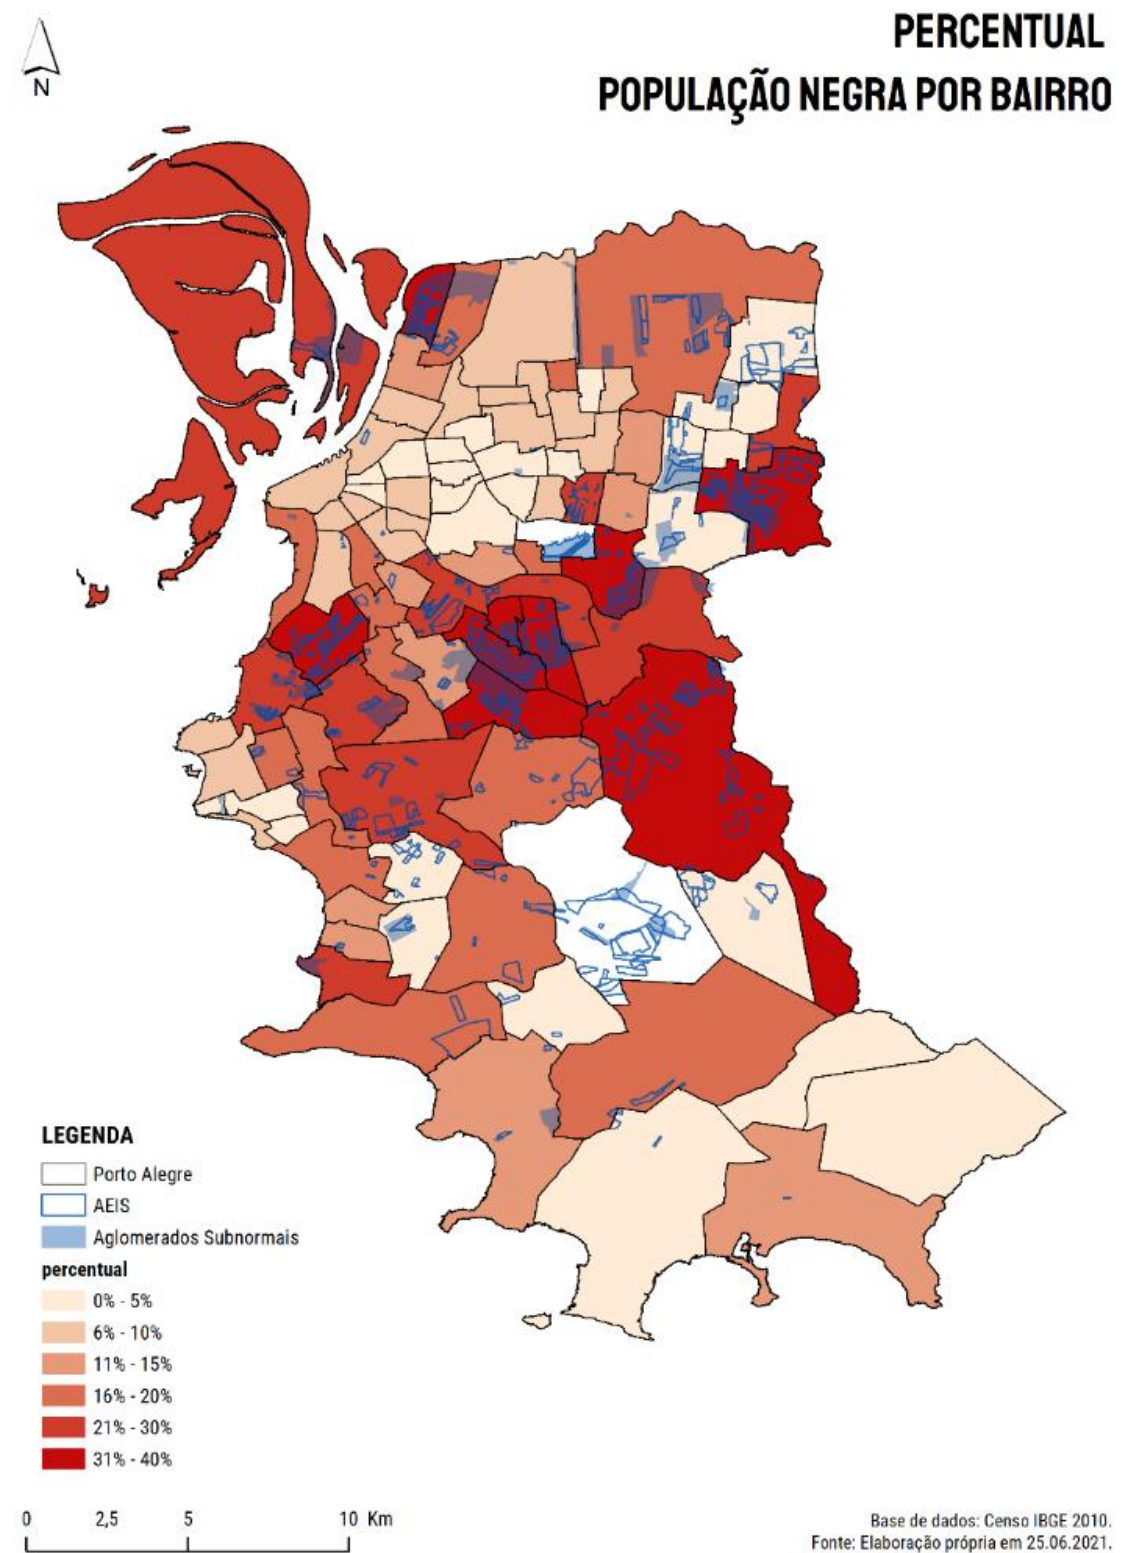 PERCENTUAL
POPULAÇÃO NEGRA POR BAIRRO
N
LEGENDA
Porto Alegre
AEIS
Aglomerados Subnormais
percentual
0% - 5%
6% - 10%
11% - 15%
16% - 20%
21% - 30%
31% - 40%
0 2,5 5 10 Km
Base de dados: Censo IBGE 2010.
Fonte: Elaboração própria em 25.06.2021.